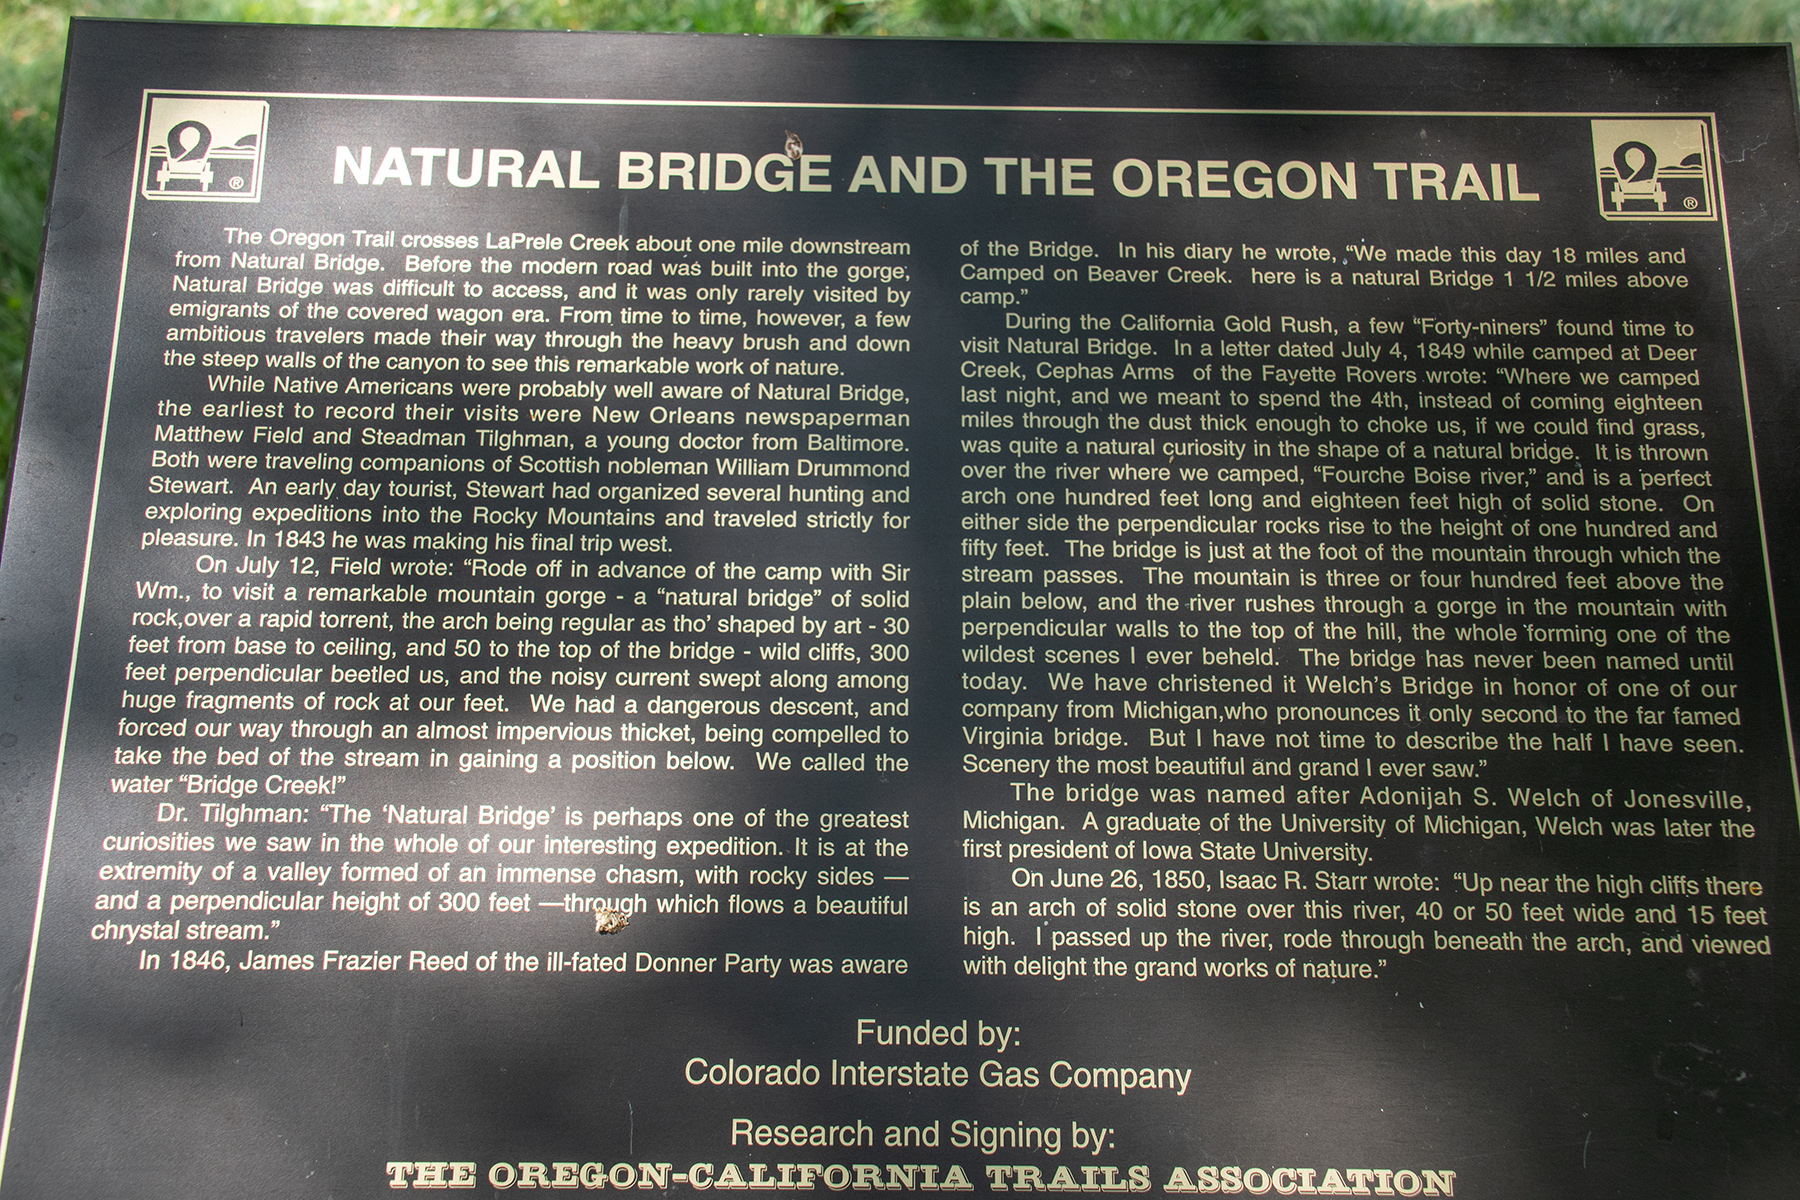 NATURAL BRIDGE AND THE OREGON TRAIL
®
®
The Oregon Trail crosses LaPrele Creek about one mile downstream
from Natural Bridge. Before the modern road was built into the gorge,
Natural Bridge was difficult to access, and it was only rarely visited by
emigrants of the covered wagon era. From time to time, however, a few
ambitious travelers made their way through the heavy brush and down
the steep walls of the canyon to see this remarkable work of nature.
While Native Americans were probably well aware of Natural Bridge,
the earliest to record their visits were New Orleans newspaperman
Matthew Field and Steadman Tilghman, a young doctor from Baltimore.
Both were traveling companions of Scottish nobleman William Drummond
Stewart. An early day tourist, Stewart had organized several hunting and
exploring expeditions into the Rocky Mountains and traveled strictly for
pleasure. In 1843 he was making his final trip west.
On July 12, Field wrote: “Rode off in advance of the camp with Sir
Wm., to visit a remarkable mountain gorge - a “natural bridge” of solid
rock,over a rapid torrent, the arch being regular as tho’ shaped by art - 30
feet from base to ceiling, and 50 to the top of the bridge - wild cliffs, 300
feet perpendicular beetled us, and the noisy current swept along among
huge fragments of rock at our feet. We had a dangerous descent, and
forced our way through an almost impervious thicket, being compelled to
take the bed of the stream in gaining a position below. We called the
water “Bridge Creek!”
Dr. Tilghman: “The ‘Natural Bridge’ is perhaps one of the greatest
curiosities we saw in the whole of our interesting expedition. It is at the
extremity of a valley formed of an immense chasm, with rocky sides —
and a perpendicular height of 300 feet —through which flows a beautiful
chrystal stream.”
In 1846, James Frazier Reed of the ill-fated Donner Party was aware
of the Bridge. In his diary he wrote, “We made this day 18 miles and
Camped on Beaver Creek. here is a natural Bridge 1 1/2 miles above
camp.”
During the California Gold Rush, a few “Forty-niners” found time to
visit Natural Bridge. In a letter dated July 4, 1849 while camped at Deer
Creek, Cephas Arms of the Fayette Rovers wrote: “Where we camped
last night, and we meant to spend the 4th, instead of coming eighteen
miles through the dust thick enough to choke us, if we could find grass,
was quite a natural curiosity in the shape of a natural bridge. It is thrown
over the river where we camped, “Fourche Boise river,” and is a perfect
arch one hundred feet long and eighteen feet high of solid stone. On
either side the perpendicular rocks rise to the height of one hundred and
fifty feet. The bridge is just at the foot of the mountain through which the
stream passes. The mountain is three or four hundred feet above the
plain below, and the river rushes through a gorge in the mountain with
perpendicular walls to the top of the hill, the whole forming one of the
wildest scenes I ever beheld. The bridge has never been named until
today. We have christened it Welch’s Bridge in honor of one of our
company from Michigan,who pronounces it only second to the far famed
Virginia bridge. But I have not time to describe the half I have seen.
Scenery the most beautiful and grand I ever saw.”
The bridge was named after Adonijah S. Welch of Jonesville,
Michigan. A graduate of the University of Michigan, Welch was later the
first president of Iowa State University.
On June 26, 1850, Isaac R. Starr wrote: “Up near the high cliffs there
is an arch of solid stone over this river, 40 or 50 feet wide and 15 feet
high. I passed up the river, rode through beneath the arch, and viewed
with delight the grand works of nature.”
Funded by:
Colorado Interstate Gas Company
Research and Signing by:
THE OREGON-CALIFORNIA TRAILS ASSOCIATION